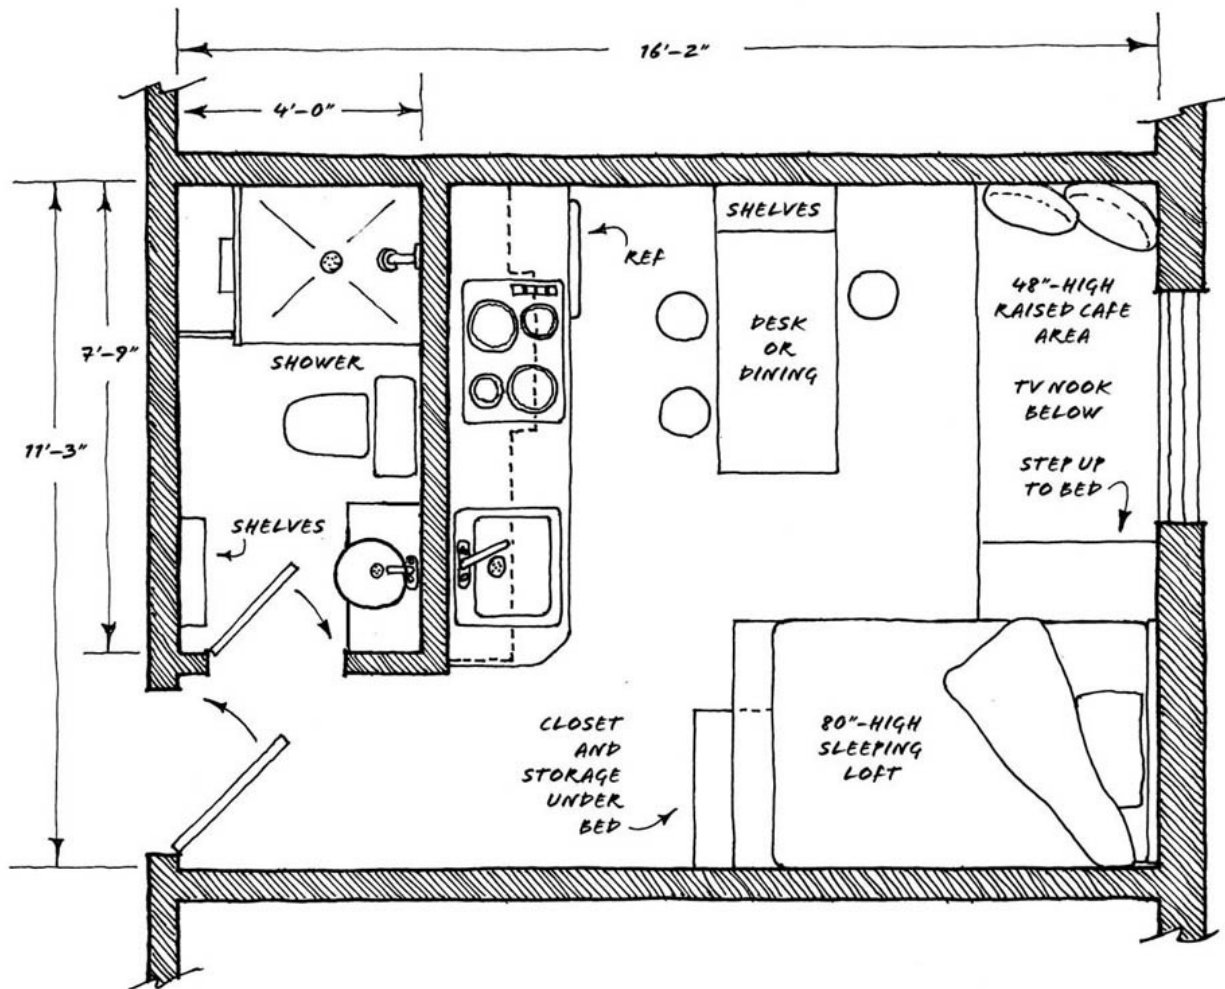 16'-2"
4'-0"
SHELVES
REF
48"-HIGH
RAISED CAFE
AREA
DESK
OR
DINING
7'-9"
SHOWER
TV NOOK
BELOW
11'-3"
STEP UP
TO BED
SHELVES
CLOSET
AND
STORAGE
UNDER
BED
80"-HIGH
SLEEPING
LOFT